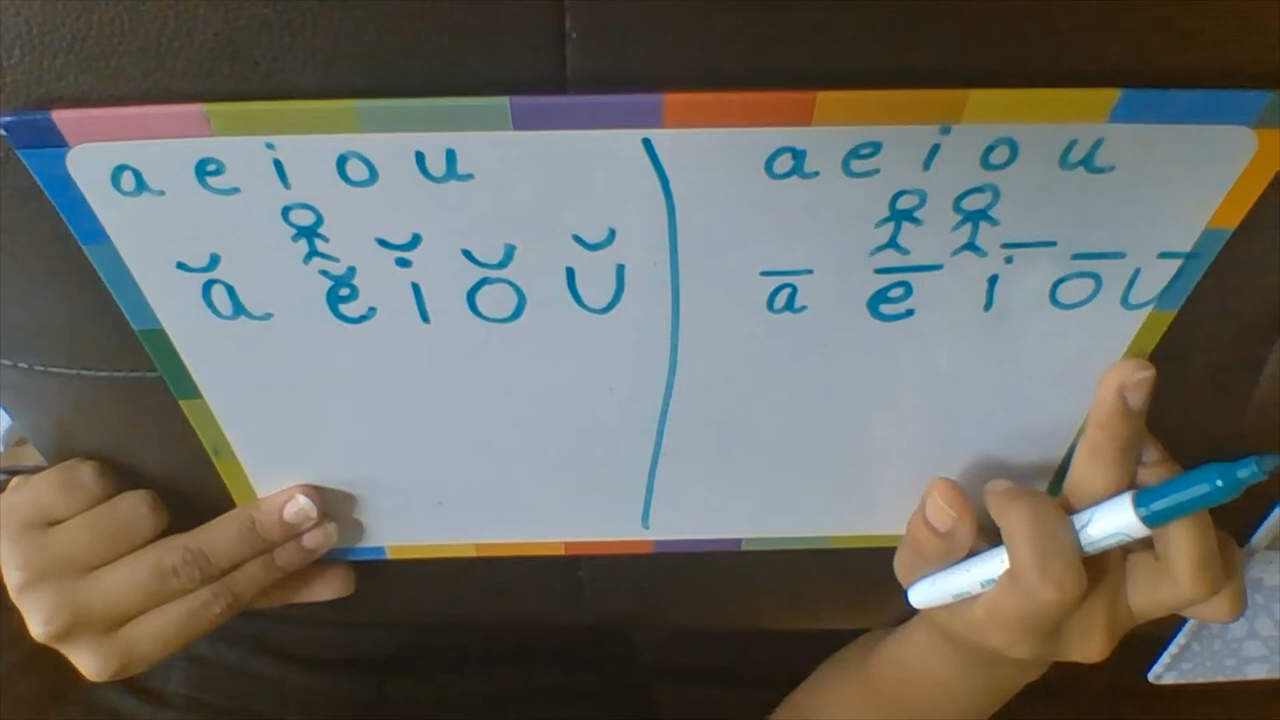 a e i o u
ă ĕ ĭ ŏ ŭ
a e i o u
ā ē ī ō ū